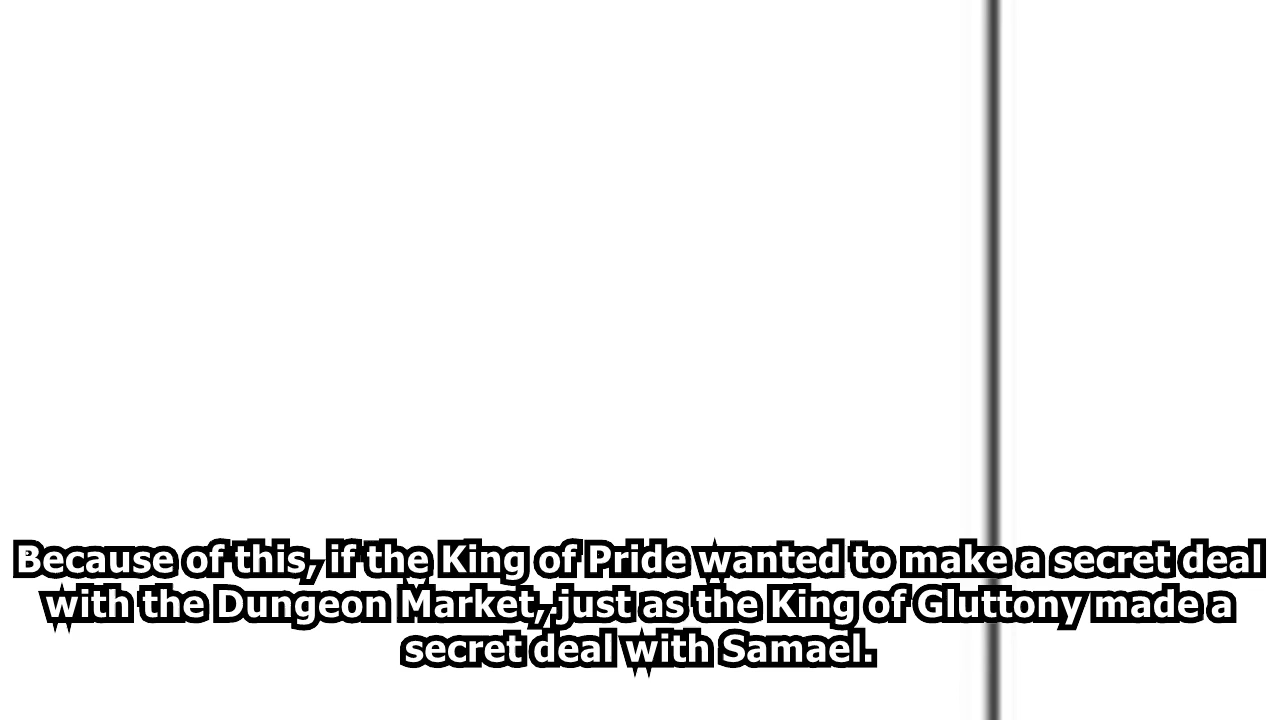 Because of this, if the King of Pride wanted to make a secret deal
with the Dungeon Market, just as the King of Gluttony made a
secret deal with Samael.